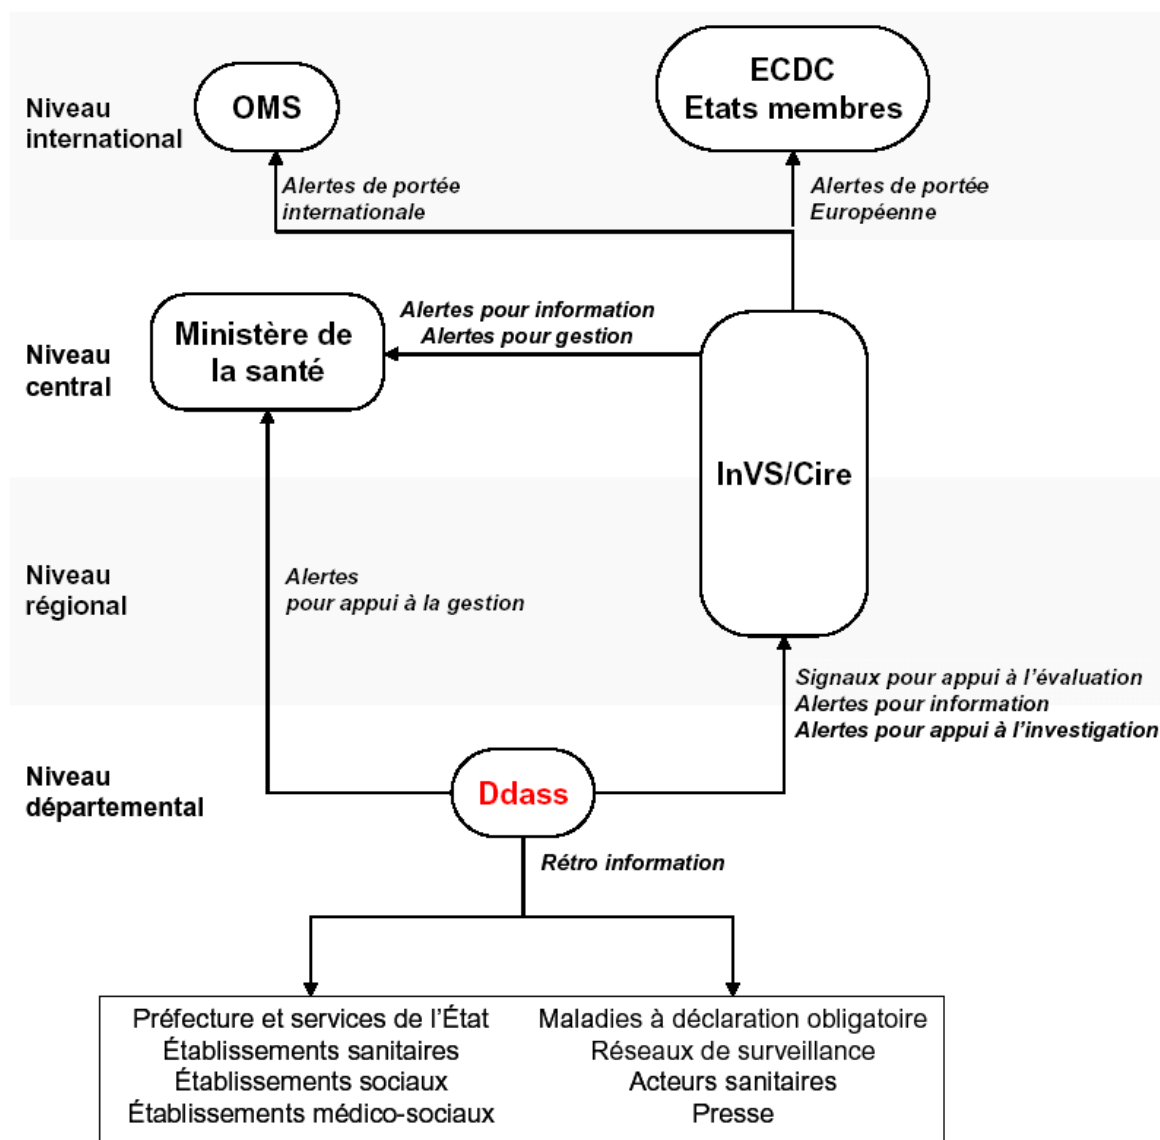 Niveau
international
OMS
ECDC
Etats membres
Alertes de portée
internationale
Alertes de portée
Européenne
Niveau
central
Ministère de
la santé
Alertes pour information
Alertes pour gestion
InVS/Cire
Niveau
régional
Alertes
pour appui à la gestion
Signaux pour appui à l'évaluation
Alertes pour information
Alertes pour appui à l'investigation
Niveau
départemental
Ddass
Rétro information
Préfecture et services de l'État
Établissements sanitaires
Établissements sociaux
Établissements médico-sociaux
Maladies à déclaration obligatoire
Réseaux de surveillance
Acteurs sanitaires
Presse